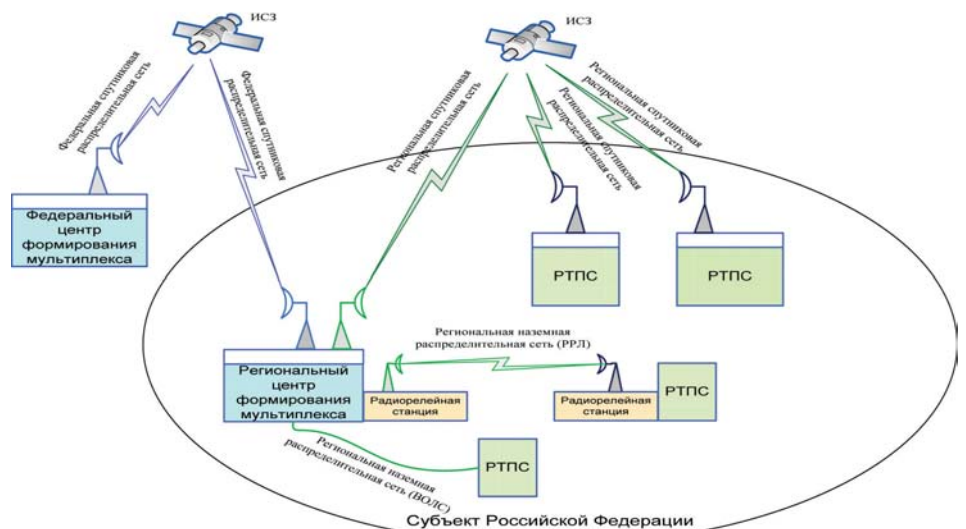 ИСЗ
ИСЗ
Федеральная спутниковая
распределительная сеть
Федеральная спутниковая
распределительная сеть
Региональная спутниковая
распределительная сеть
Региональная спутниковая
распределительная сеть
Региональная спутниковая
распределительная сеть
Федеральный
центр
формирования
мультиплекса
РТПС
РТПС
Региональная наземная
распределительная сеть (РРЛ)
Региональный
центр
формирования
мультиплекса
Радиорелейная
станция
Радиорелейная
станция
РТПС
Региональная наземная
распределительная сеть (ВОЛС)
РТПС
Субъект Российской Федерации